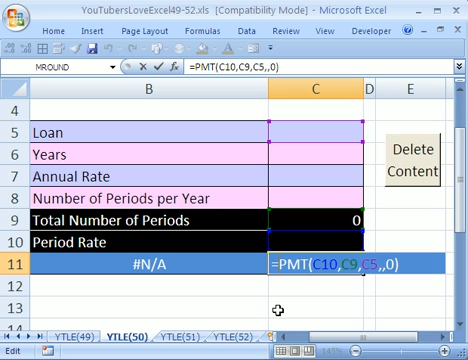 YouTubersLoveExcel49-52.xls [Compatibility Mode] - Microsoft Excel
Home Insert Page Layout Formulas Data Review View Developer
MROUND =PMT(C10,C9,C5,,0)
B C D E
4
5 Loan
6 Years
7 Annual Rate
8 Number of Periods per Year
9 Total Number of Periods 0
10 Period Rate
11 #N/A =PMT(C10,C9,C5,,0)
12
13
14
Delete
Content
YTLE(49) YTLE(50) YTLE(51) YTLE(52)
Edit 145%